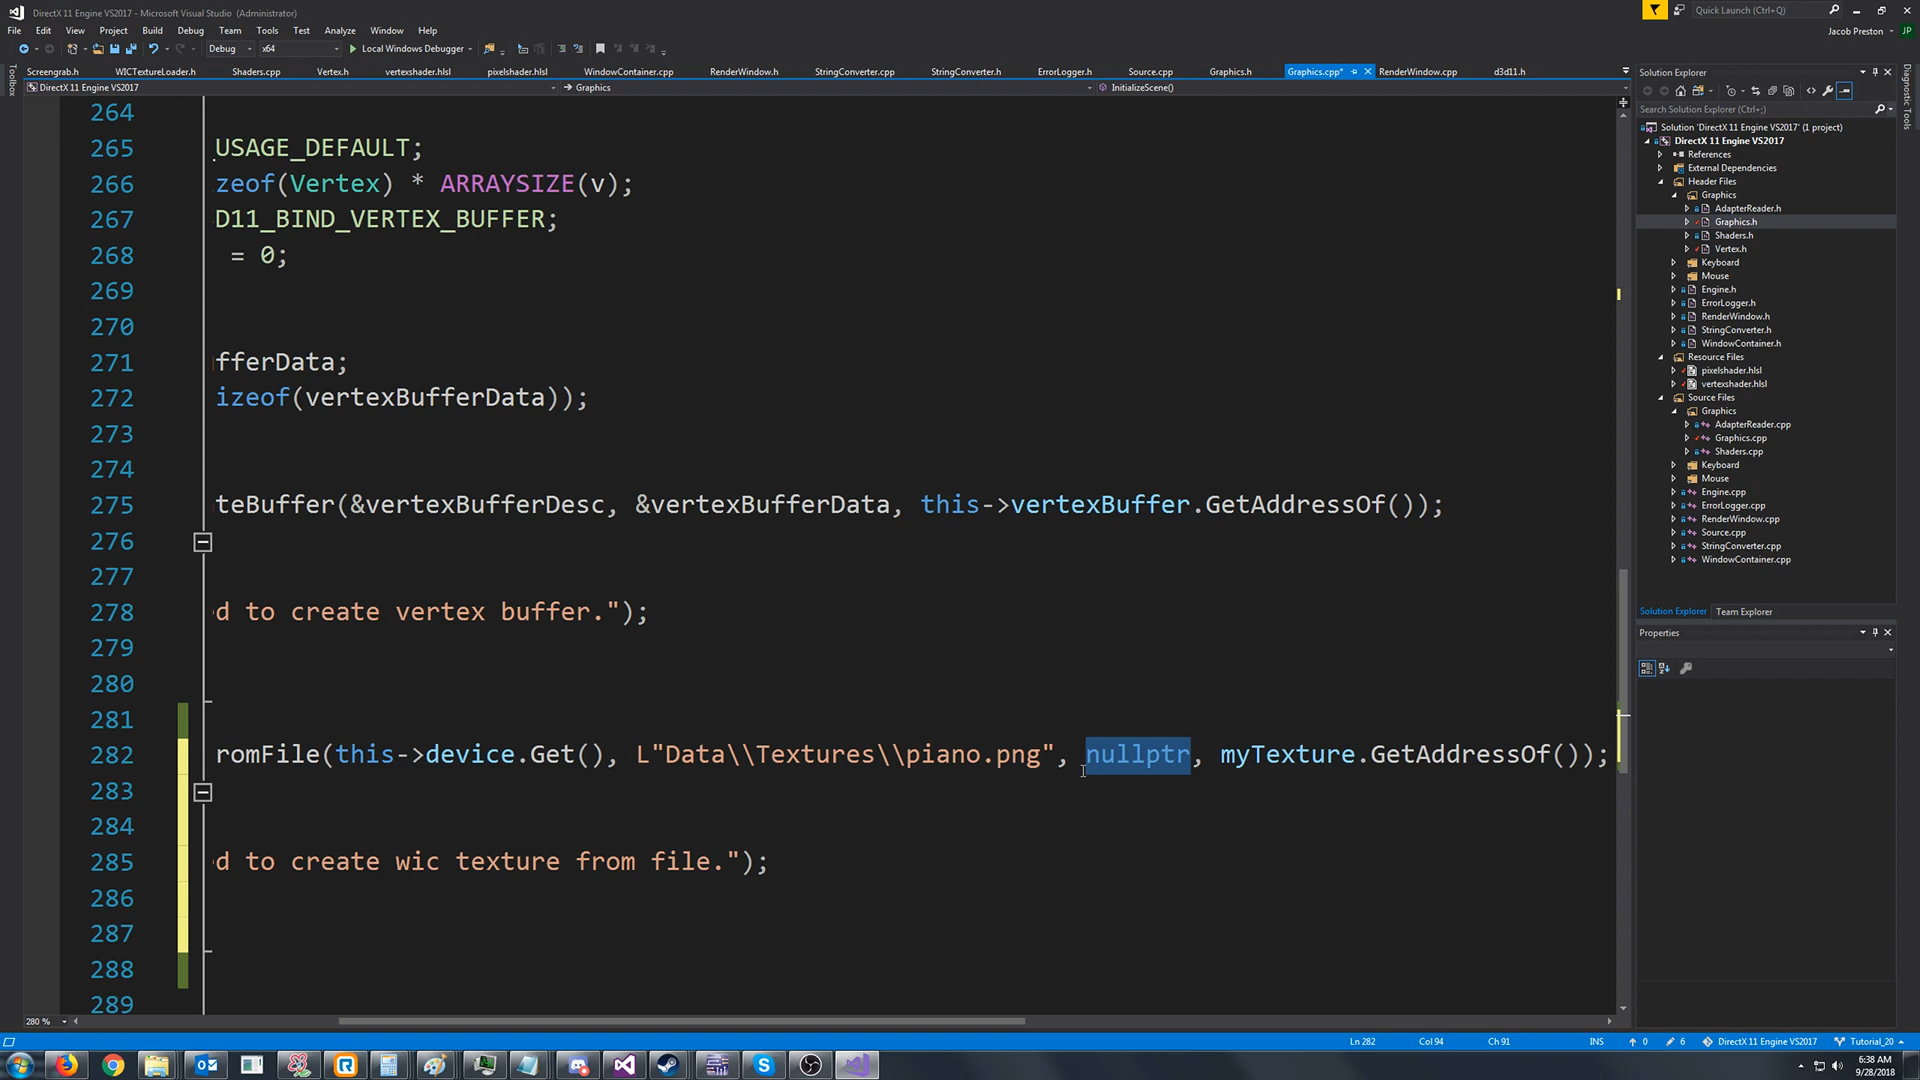 DirectX 11 Engine VS2017 - Microsoft Visual Studio (Administrator)
Quick Launch (Ctrl+Q)
File Edit View Project Build Debug Team Tools Test Analyze Window Help
Jacob Preston JP
Debug x64 Local Windows Debugger
Toolbox
Screengrab.h WICTextureLoader.h Shaders.cpp Vertex.h vertexshader.hlsl pixelshader.hlsl WindowContainer.cpp RenderWindow.h StringConverter.cpp StringConverter.h ErrorLogger.h Source.cpp Graphics.h Graphics.cpp* RenderWindow.cpp d3d11.h
DirectX 11 Engine VS2017 Graphics InitializeScene()
264
265 _USAGE_DEFAULT;
266 zeof(Vertex) * ARRAYSIZE(v);
267 D11_BIND_VERTEX_BUFFER;
268 = 0;
269
270
271 fferData;
272 izeof(vertexBufferData));
273
274
275 teBuffer(&vertexBufferDesc, &vertexBufferData, this->vertexBuffer.GetAddressOf());
276
277
278 d to create vertex buffer.");
279
280
281
282 romFile(this->device.Get(), L"Data\\Textures\\piano.png", nullptr, myTexture.GetAddressOf());
283
284
285 d to create wic texture from file.");
286
287
288
289
280 %
Solution Explorer
Search Solution Explorer (Ctrl+;)
Solution 'DirectX 11 Engine VS2017' (1 project)
DirectX 11 Engine VS2017
References
External Dependencies
Header Files
Graphics
AdapterReader.h
Graphics.h
Shaders.h
Vertex.h
Keyboard
Mouse
Engine.h
ErrorLogger.h
RenderWindow.h
StringConverter.h
WindowContainer.h
Resource Files
pixelshader.hlsl
vertexshader.hlsl
Source Files
Graphics
AdapterReader.cpp
Graphics.cpp
Shaders.cpp
Keyboard
Mouse
Engine.cpp
ErrorLogger.cpp
RenderWindow.cpp
Source.cpp
StringConverter.cpp
WindowContainer.cpp
Solution Explorer Team Explorer
Properties
Diagnostic Tools
Ln 282 Col 94 Ch 91 INS 0 6 DirectX 11 Engine VS2017 Tutorial_20
6:38 AM
9/28/2018